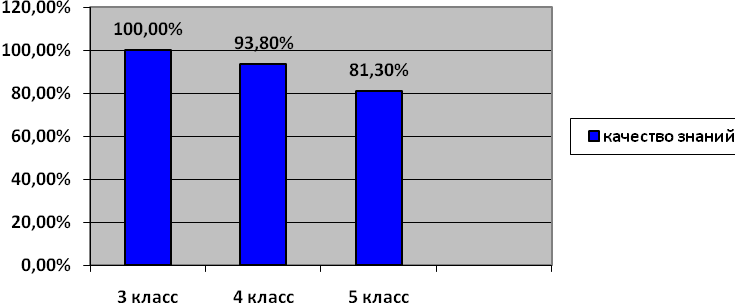 120,00%
100,00%
80,00%
60,00%
40,00%
20,00%
0,00%
100,00%
93,80%
81,30%
3 класс
4 класс
5 класс
качество знаний